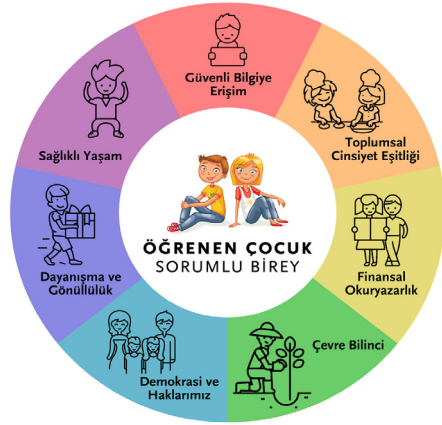 Güvenli Bilgiye
Erişim
Toplumsal
Cinsiyet Eşitliği
Finansal
Okuryazarlık
Çevre Bilinci
Demokrasi ve
Haklarımız
Dayanışma ve
Gönüllülük
Sağlıklı Yaşam
ÖĞRENEN ÇOCUK
SORUMLU BİREY